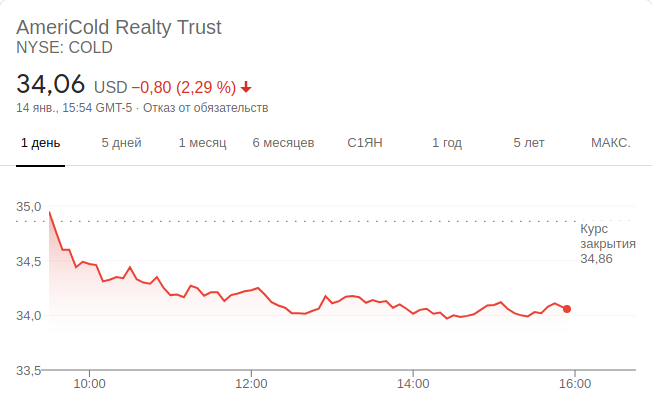 AmeriCold Realty Trust
NYSE: COLD
34,06 USD −0,80 (2,29 %)
14 янв., 15:54 GMT-5 · Отказ от обязательств
1 день 5 дней 1 месяц 6 месяцев С1ЯН 1 год 5 лет МАКС.
35,0
Курс
закрытия
34,86
34,5
34,0
33,5
10:00 12:00 14:00 16:00